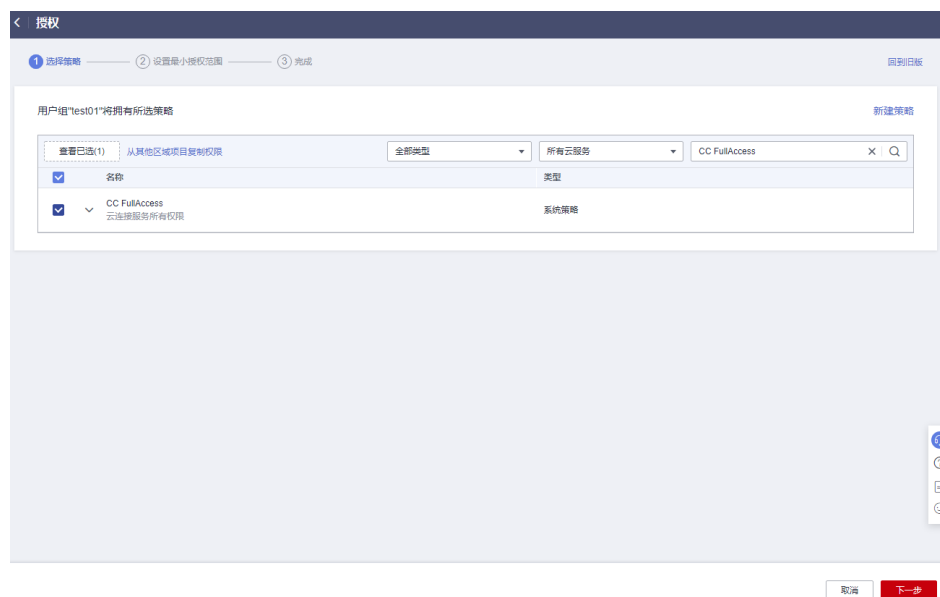 授权
1 选择策略 2 设置最小授权范围 3 完成 回到旧版
用户组"test01"将拥有所选策略 新建策略
查看已选(1) 从其他区域项目复制权限 全部类型 所有云服务 CC FullAccess
名称 类型
CC FullAccess
云连接服务所有权限
系统策略
取消 下一步